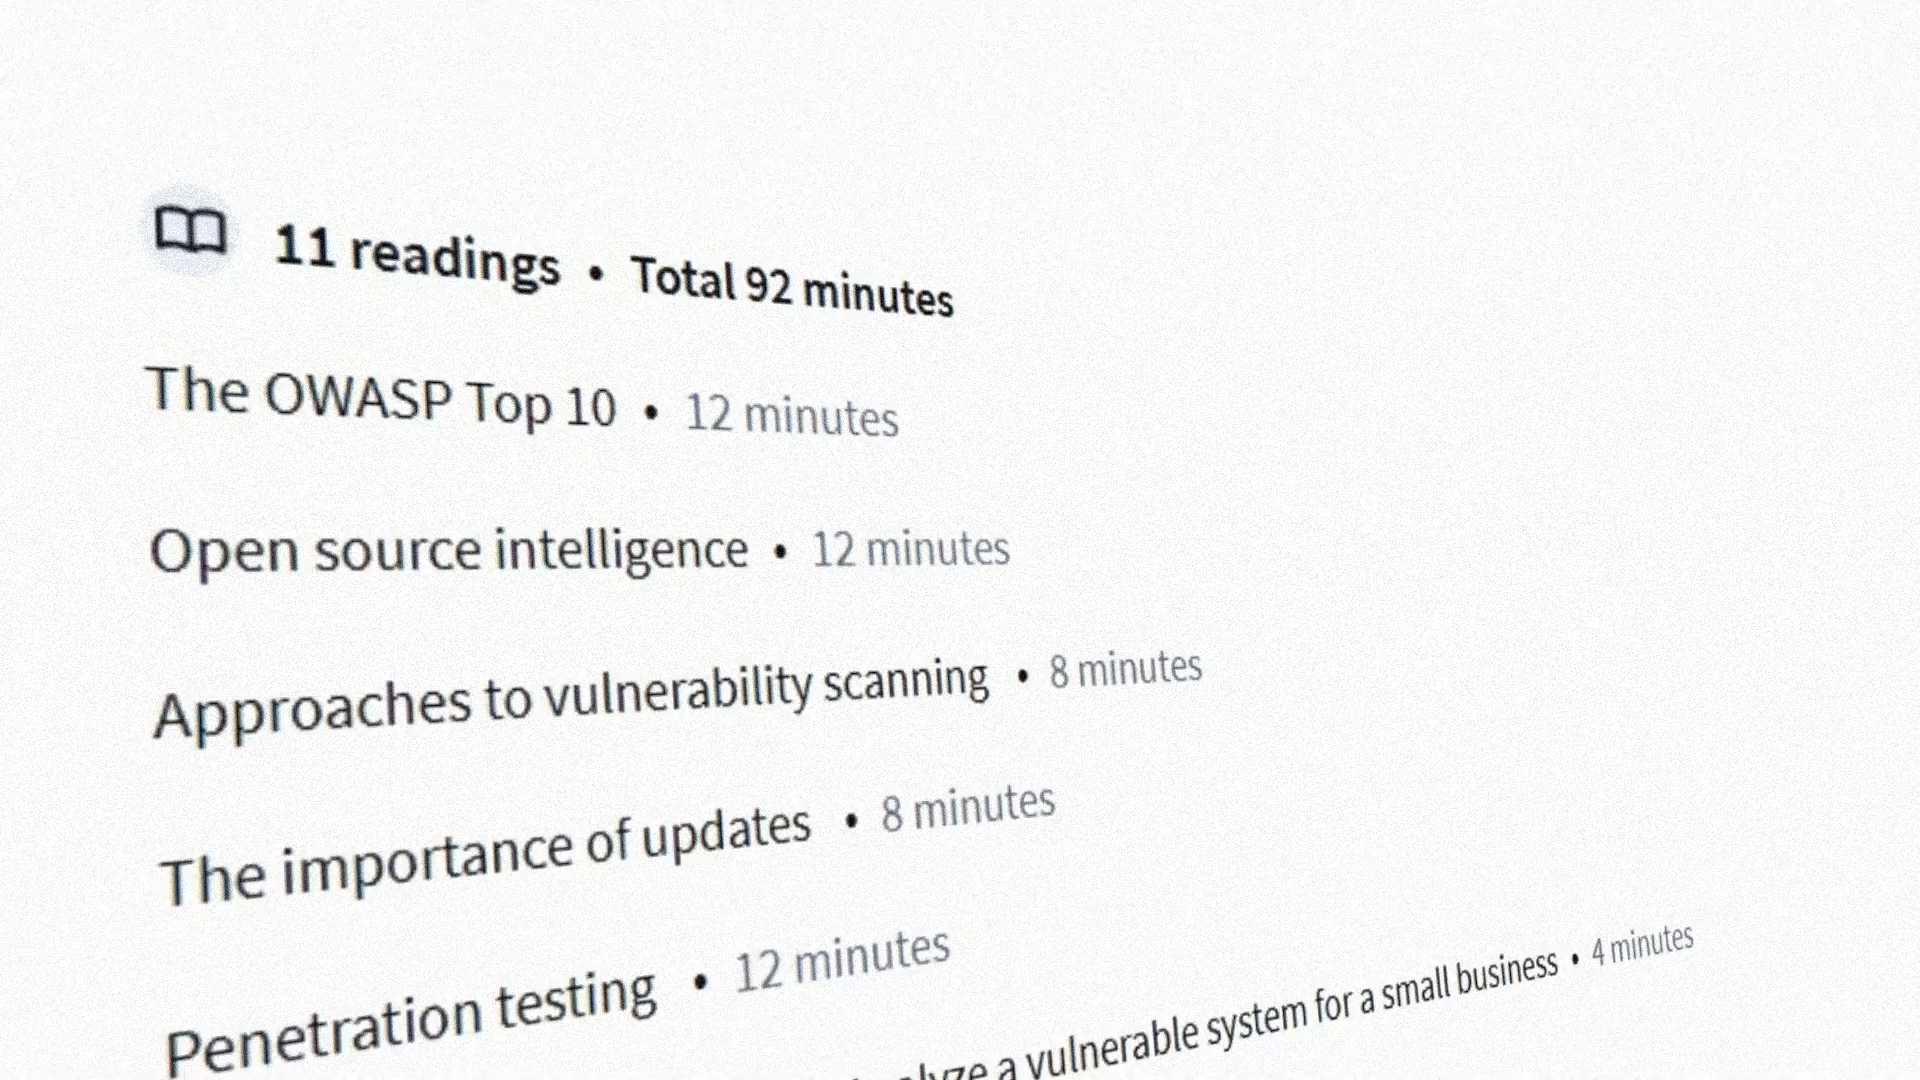 11 readings • Total 92 minutes
The OWASP Top 10 • 12 minutes
Open source intelligence • 12 minutes
Approaches to vulnerability scanning • 8 minutes
The importance of updates • 8 minutes
Penetration testing • 12 minutes
a vulnerable system for a small business • 4 minutes